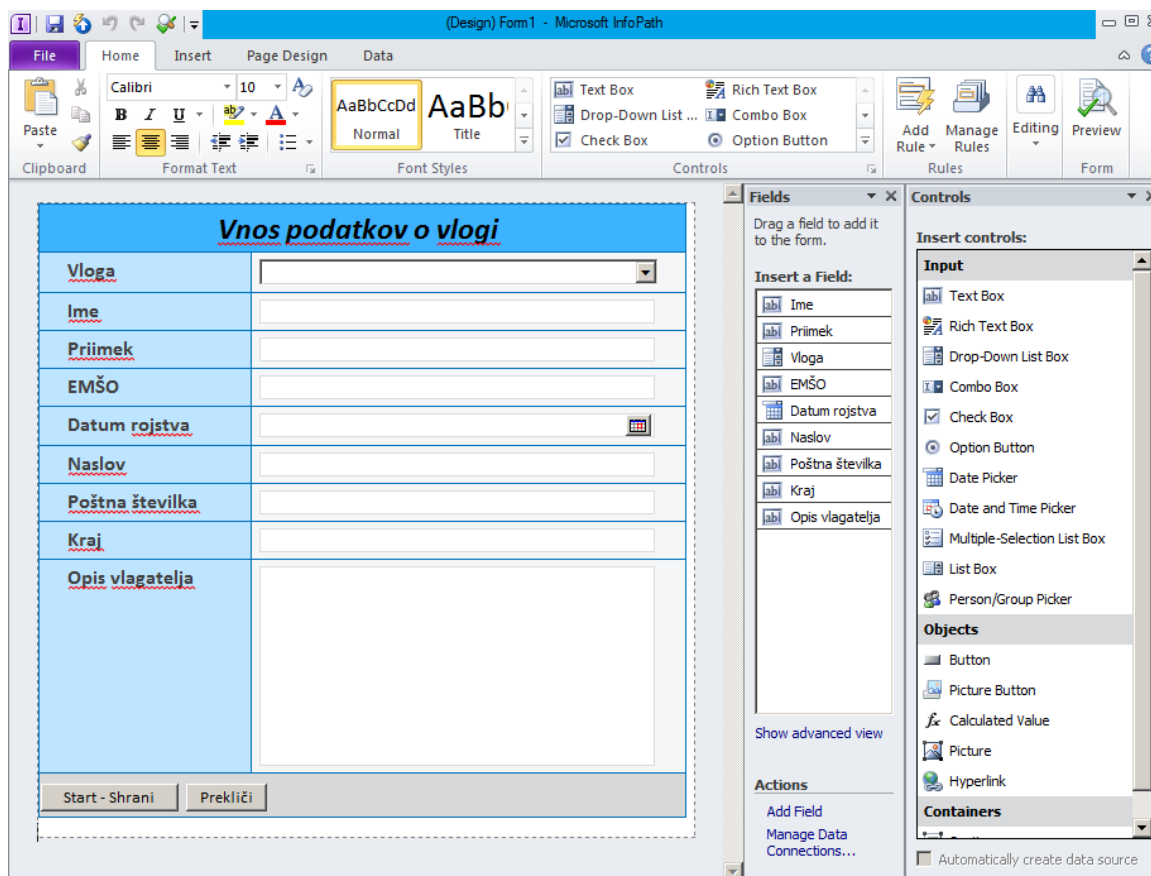 (Design) Form1 - Microsoft InfoPath
File Home Insert Page Design Data
Paste
Clipboard
Calibri 10
B I U
Format Text
AaBbCcDd
Normal
AaBb
Title
Font Styles
Text Box
Drop-Down List ...
Check Box
Rich Text Box
Combo Box
Option Button
Controls
Add Rule
Manage Rules
Rules
Editing
Preview
Form
Vnos podatkov o vlogi
Vloga
Ime
Priimek
EMŠO
Datum rojstva
Naslov
Poštna številka
Kraj
Opis vlagatelja
Start - Shrani
Prekliči
Fields
Drag a field to add it
to the form.
Insert a Field:
Ime
Priimek
Vloga
EMŠO
Datum rojstva
Naslov
Poštna številka
Kraj
Opis vlagatelja
Show advanced view
Actions
Add Field
Manage Data
Connections...
Controls
Insert controls:
Input
Text Box
Rich Text Box
Drop-Down List Box
Combo Box
Check Box
Option Button
Date Picker
Date and Time Picker
Multiple-Selection List Box
List Box
Person/Group Picker
Objects
Button
Picture Button
Calculated Value
Picture
Hyperlink
Containers
Automatically create data source